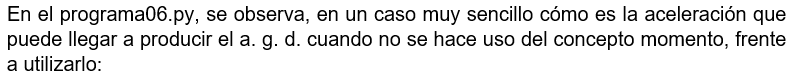 En el programa06.py, se observa, en un caso muy sencillo cómo es la aceleración que
puede llegar a producir el a. g. d. cuando no se hace uso del concepto momento, frente
a utilizarlo: